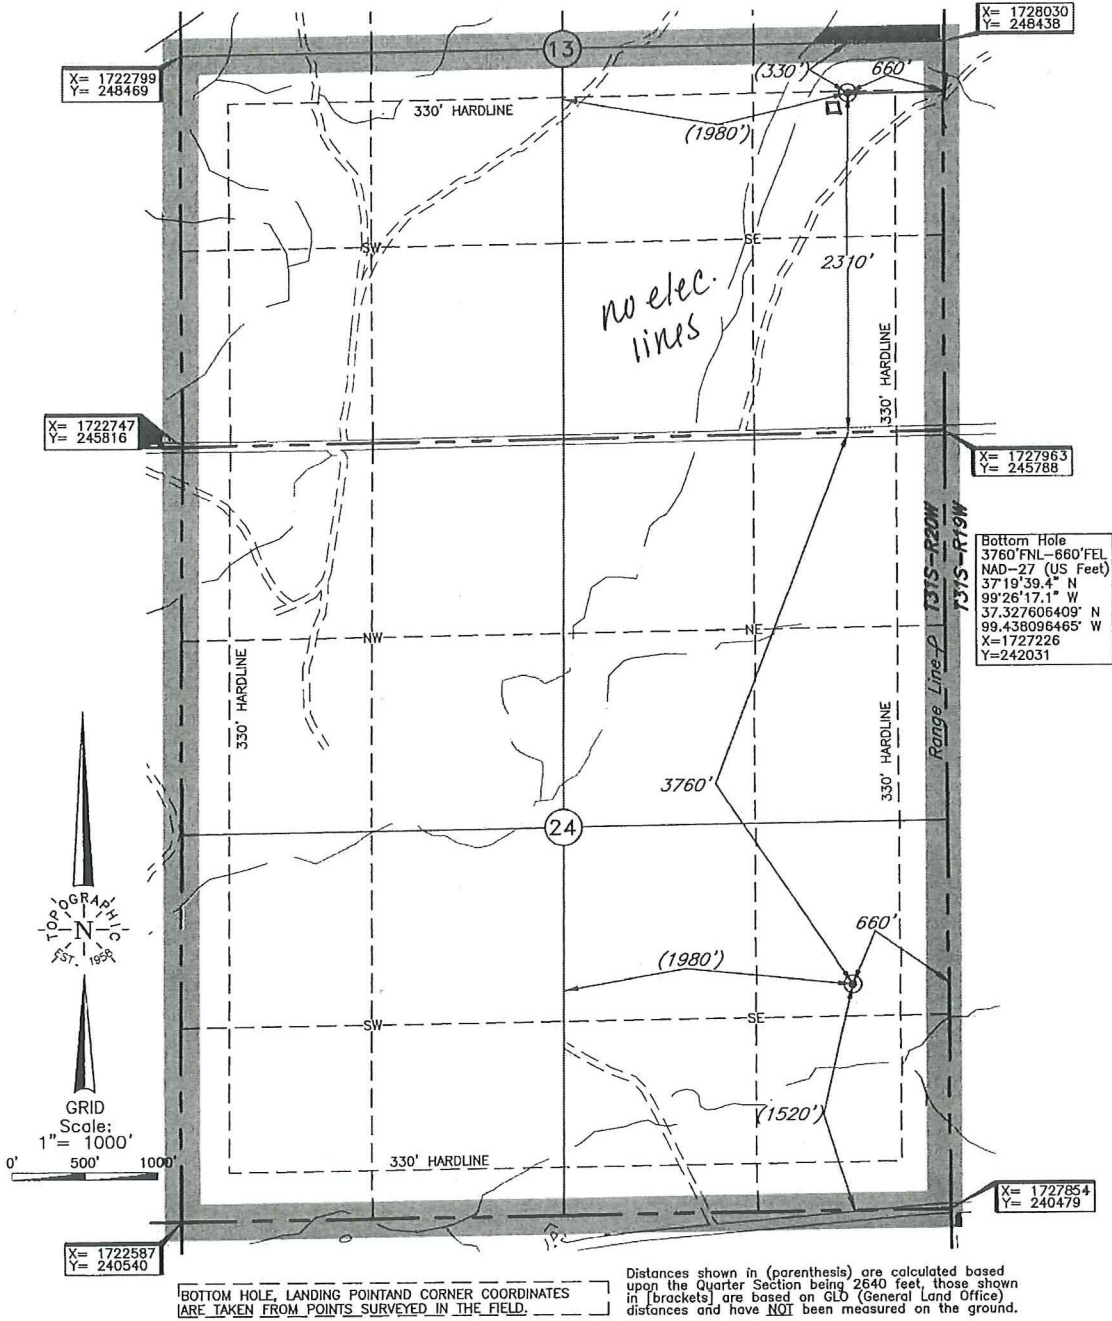 X= 1728030
Y= 248438
13
X= 1722799
Y= 248469
(330')
660'
330' HARDLINE
(1980')
SW
SE
2310'
no elec.
lines
330' HARDLINE
X= 1722747
Y= 245816
X= 1727963
Y= 245788
T31S-R20W
T31S-R19W
Bottom Hole
3760'FNL-660'FEL
NAD-27 (US Feet)
37°19'39.4" N
99°26'17.1" W
37.327606409° N
99.438096465° W
X=1727226
Y=242031
NW
NE
330' HARDLINE
Range Line
330' HARDLINE
3760'
24
TOPOGRAPHIC
N
EST. 1958
660'
(1980')
SW
SE
GRID
Scale:
1"= 1000'
0' 500' 1000'
(1520')
330' HARDLINE
X= 1727854
Y= 240479
X= 1722587
Y= 240540
BOTTOM HOLE, LANDING POINTAND CORNER COORDINATES
ARE TAKEN FROM POINTS SURVEYED IN THE FIELD.
Distances shown in (parenthesis) are calculated based
upon the Quarter Section being 2640 feet, those shown
in [brackets] are based on GLO (General Land Office)
distances and have NOT been measured on the ground.